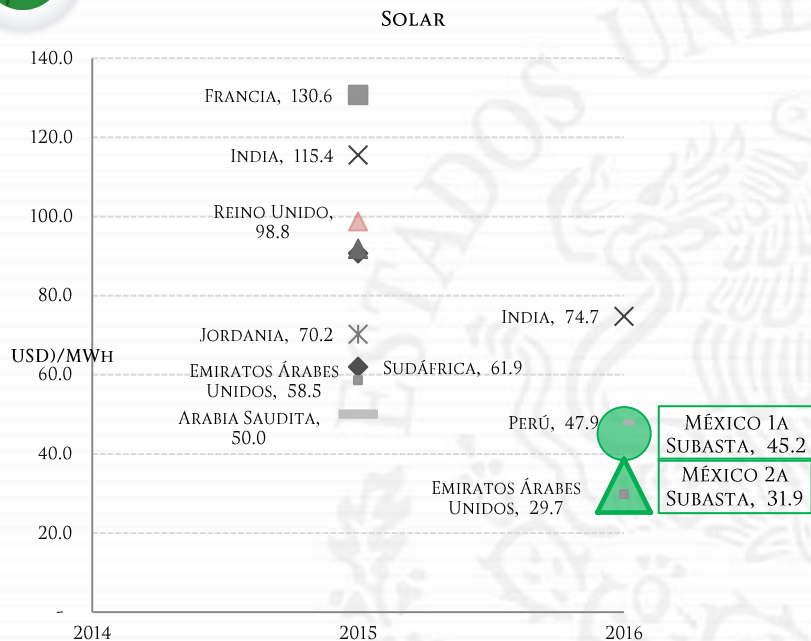 SOLAR
140.0
FRANCIA, 130.6
120.0
INDIA, 115.4
100.0
REINO UNIDO,
98.8
80.0
INDIA, 74.7
JORDANIA, 70.2
USD)/MWH
60.0
EMIRATOS ÁRABES
UNIDOS, 58.5
SUDÁFRICA, 61.9
ARABIA SAUDITA,
50.0
PERÚ, 47.9
MÉXICO 1A
SUBASTA, 45.2
40.0
MÉXICO 2A
SUBASTA, 31.9
EMIRATOS ÁRABES
UNIDOS, 29.7
20.0
-
2014
2015
2016
ESTADOS UNI